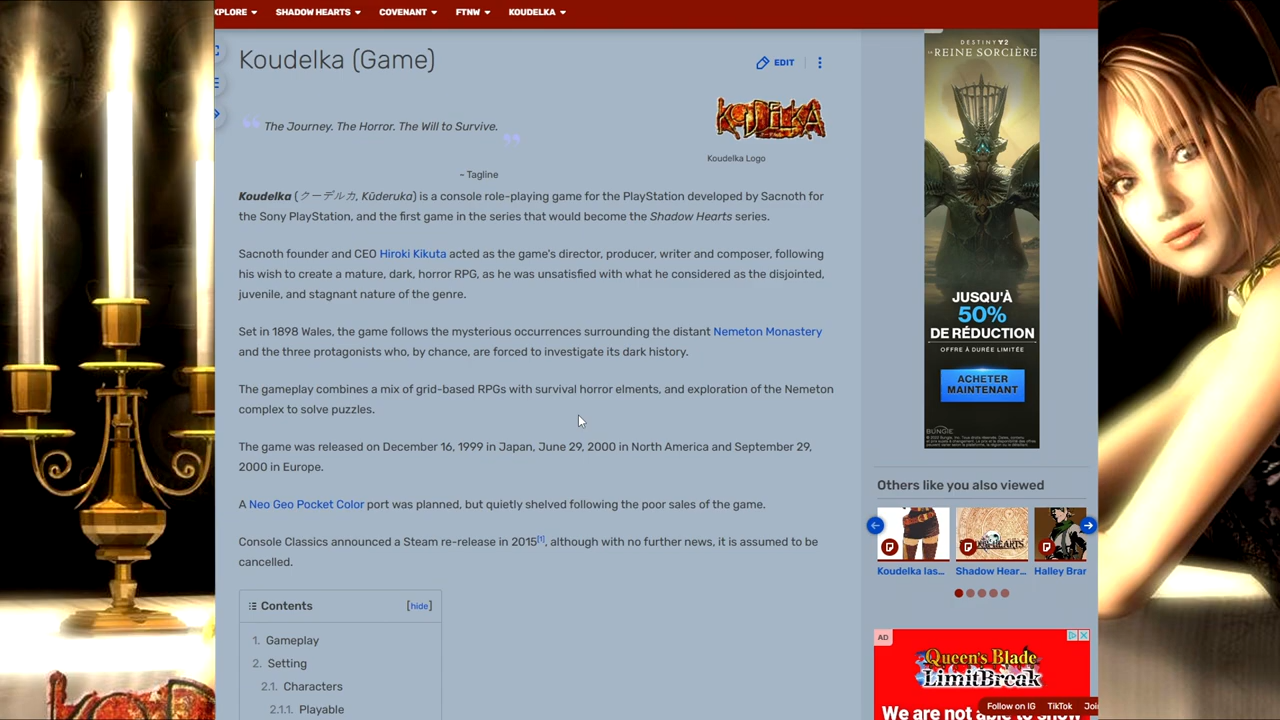 XPLORE SHADOW HEARTS COVENANT FTNW KOUDELKA
Koudelka (Game)
EDIT
“ The Journey. The Horror. The Will to Survive. ”
– Tagline
KOUDELKA
Koudelka Logo
Koudelka (クーデルカ, Kūderuka) is a console role-playing game for the PlayStation developed by Sacnoth for
the Sony PlayStation, and the first game in the series that would become the Shadow Hearts series.
Sacnoth founder and CEO Hiroki Kikuta acted as the game's director, producer, writer and composer, following
his wish to create a mature, dark, horror RPG, as he was unsatisfied with what he considered as the disjointed,
juvenile, and stagnant nature of the genre.
Set in 1898 Wales, the game follows the mysterious occurrences surrounding the distant Nemeton Monastery
and the three protagonists who, by chance, are forced to investigate its dark history.
The gameplay combines a mix of grid-based RPGs with survival horror elments, and exploration of the Nemeton
complex to solve puzzles.
The game was released on December 16, 1999 in Japan, June 29, 2000 in North America and September 29,
2000 in Europe.
A Neo Geo Pocket Color port was planned, but quietly shelved following the poor sales of the game.
Console Classics announced a Steam re-release in 2015[1], although with no further news, it is assumed to be
cancelled.
Contents [hide]
1. Gameplay
2. Setting
2.1. Characters
2.1.1. Playable
DESTINY 2
LA REINE SORCIÈRE
JUSQU'À
50%
DE RÉDUCTION
OFFRE À DURÉE LIMITÉE
ACHETER
MAINTENANT
BUNGIE
Others like you also viewed
Koudelka Ias... Shadow Hear... Halley Bran
AD
Queen's Blade
LimitBreak
We are not able to show
Follow on IG TikTok Joi